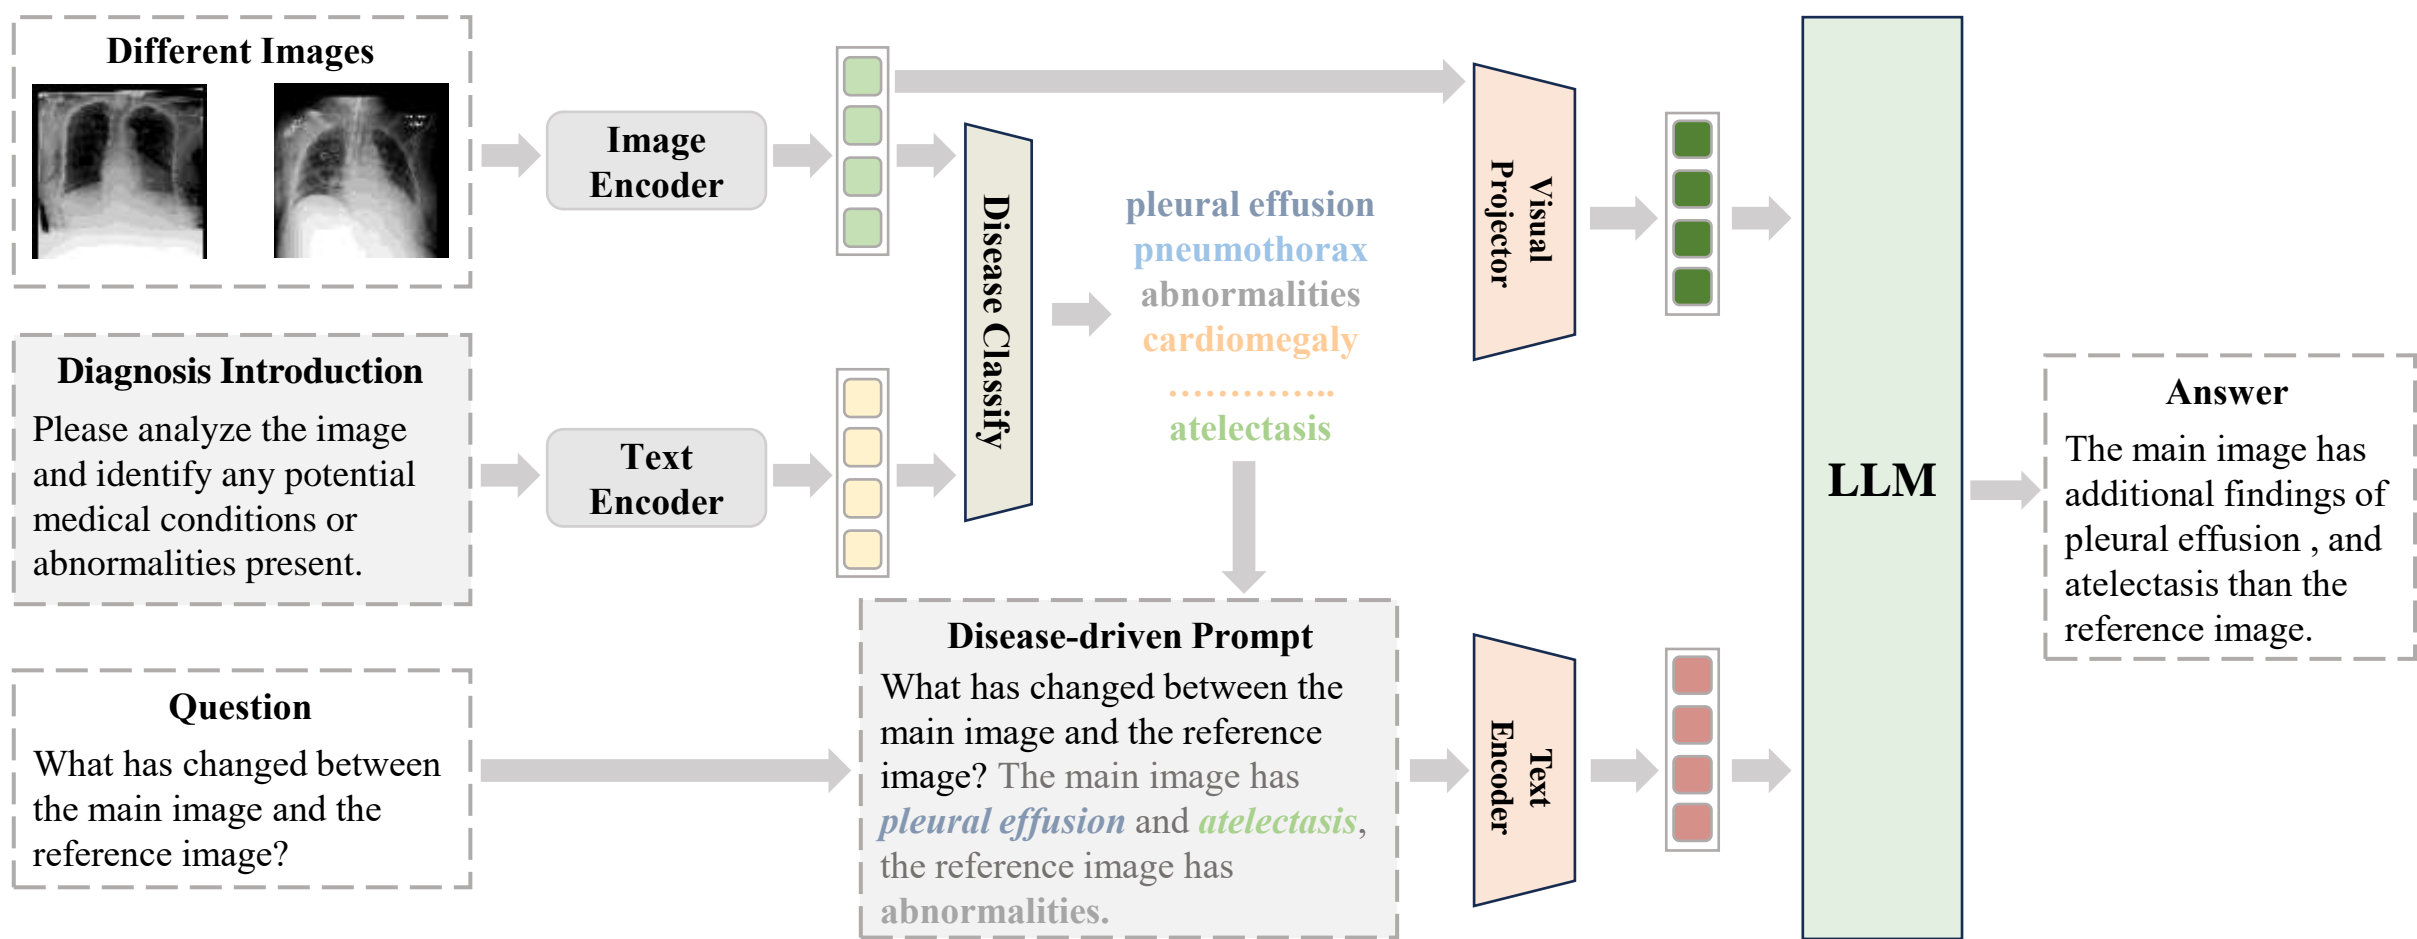 Different Images
Image
Encoder
Diagnosis Introduction
Please analyze the image
and identify any potential
medical conditions or
abnormalities present.
Text
Encoder
Question
What has changed between
the main image and the
reference image?
Disease Classify
pleural effusion
pneumothorax
abnormalities
cardiomegaly
…………..
atelectasis
Disease-driven Prompt
What has changed between the
main image and the reference
image? The main image has
pleural effusion and atelectasis,
the reference image has
abnormalities.
Visual
Projector
Text
Encoder
LLM
Answer
The main image has
additional findings of
pleural effusion , and
atelectasis than the
reference image.